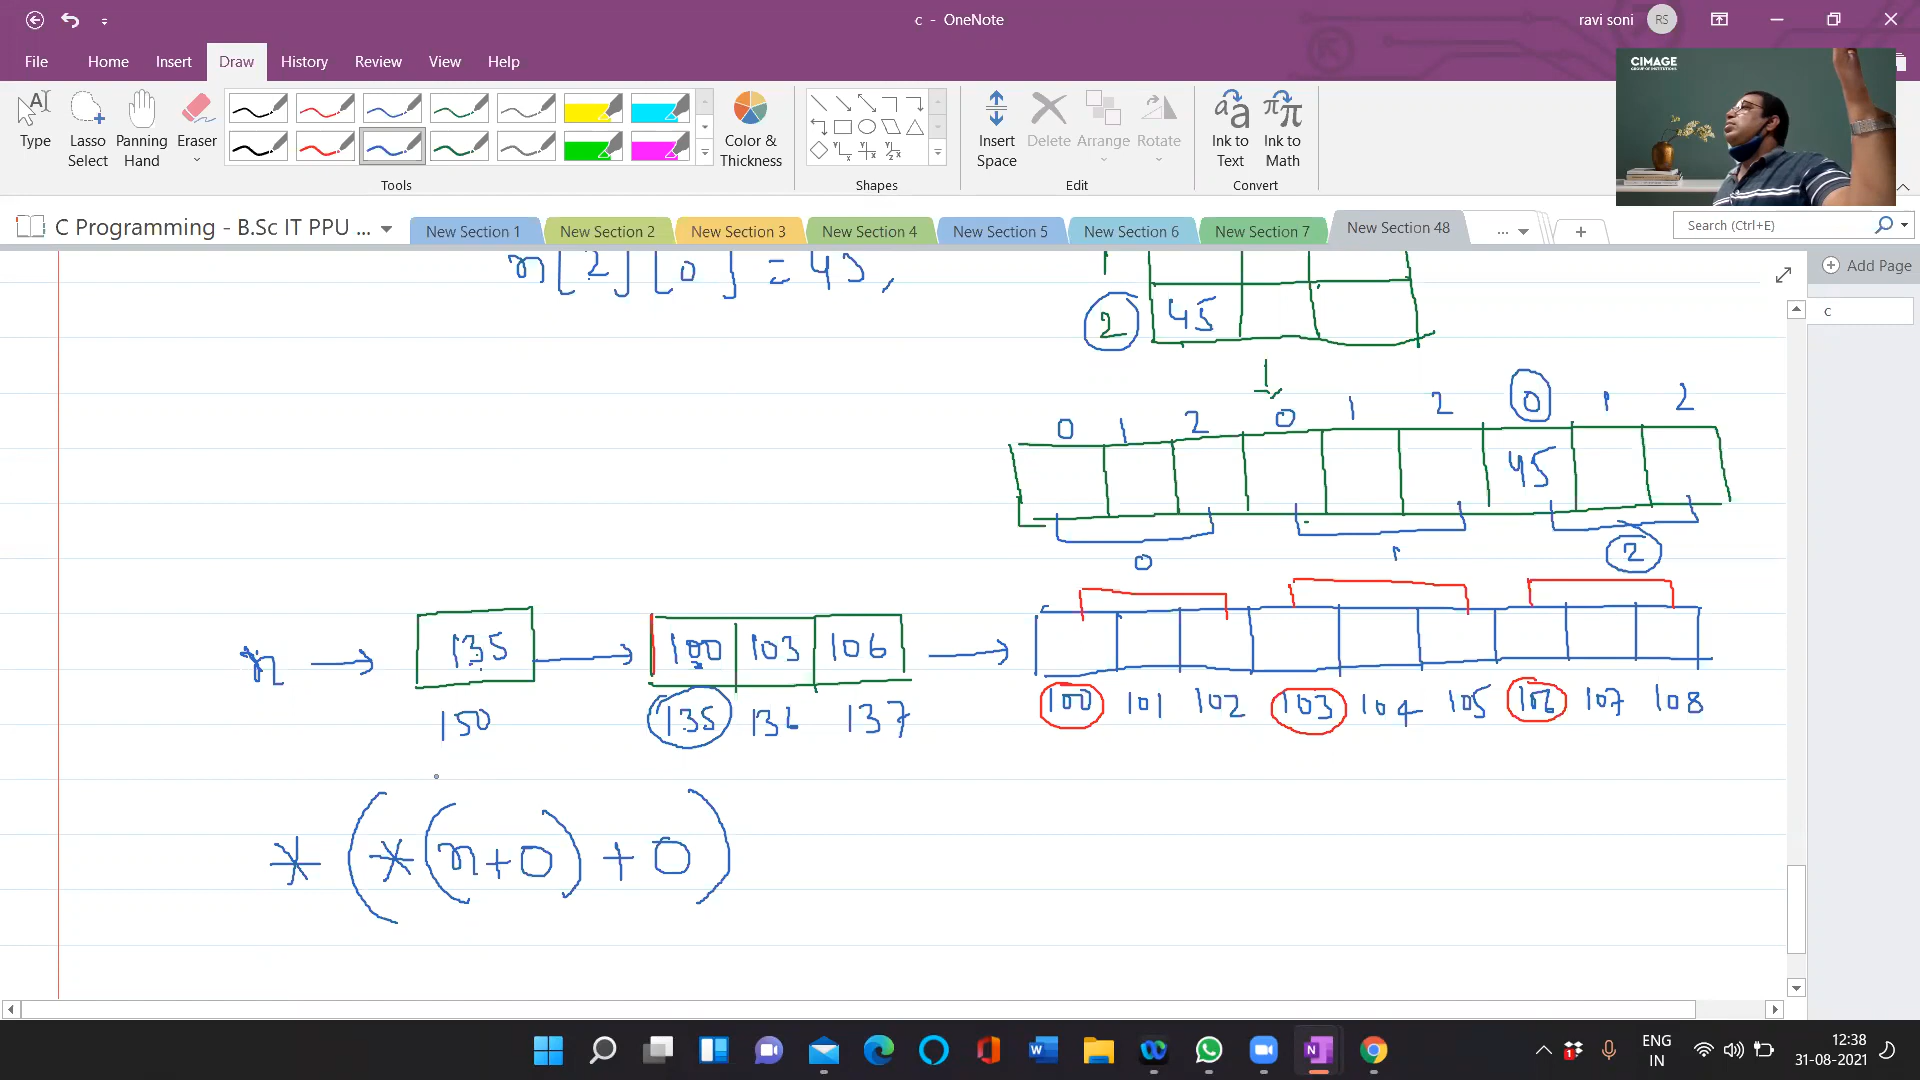 c - OneNote
ravi soni RS
File Home Insert Draw History Review View Help
CIMAGE
GROUP OF INSTITUTIONS
Type Lasso Select Panning Hand Eraser
Color & Thickness
Insert Space Delete Arrange Rotate
Ink to Text Ink to Math
Tools Shapes Edit Convert
C Programming - B.Sc IT PPU ... New Section 1 New Section 2 New Section 3 New Section 4 New Section 5 New Section 6 New Section 7 New Section 48 ... +
Search (Ctrl+E)
Add Page
c
n[2][0] = 45,
1
2 45
0 1 2 0 1 2 0 1 2
45
0 1 2
n → 135 → 100 103 106 →
150 135 136 137 100 101 102 103 104 105 106 107 108
*(*(n+0)+0)
ENG
IN
12:38
31-08-2021